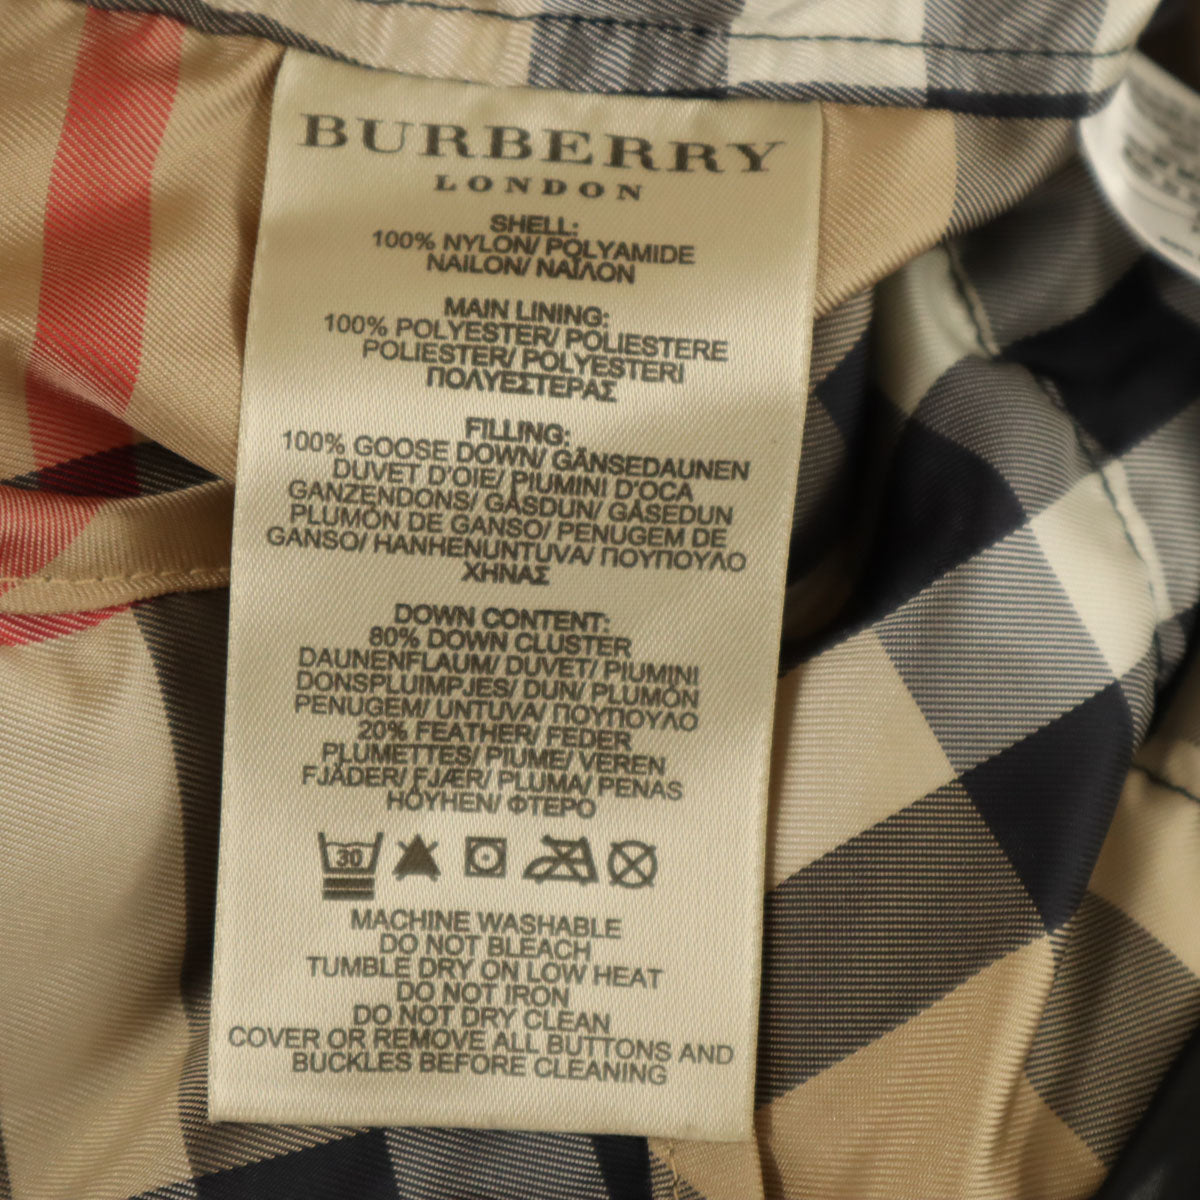 BURBERRY
LONDON
SHELL:
100% NYLON/ POLYAMIDE
NAILON/ ΝΑΪΛΟΝ
MAIN LINING:
100% POLYESTER/ POLIESTERE
POLIESTER/ POLYESTERI
ΠΟΛΥΕΣΤΕΡΑΣ
FILLING:
100% GOOSE DOWN/ GÄNSEDAUNEN
DUVET D'OIE/ PIUMINI D'OCA
GANZENDONS/ GÅSDUN/ GÅSEDUN
PLUMÓN DE GANSO/ PENUGEM DE
GANSO/ HANHENUNTUVA/ ΠΟΥΠΟΥΛΟ
ΧΗΝΑΣ
DOWN CONTENT:
80% DOWN CLUSTER
DAUNENFLAUM/ DUVET/ PIUMINI
DONSPLUIMPJES/ DUN/ PLUMÓN
PENUGEM/ UNTUVA/ ΠΟΥΠΟΥΛΟ
20% FEATHER/ FEDER
PLUMETTES/ PIUME/ VEREN
FJÄDER/ FJÆR/ PLUMA/ PENAS
HÖYHEN/ ΦΤΕΡΟ
30
MACHINE WASHABLE
DO NOT BLEACH
TUMBLE DRY ON LOW HEAT
DO NOT IRON
DO NOT DRY CLEAN
COVER OR REMOVE ALL BUTTONS AND
BUCKLES BEFORE CLEANING